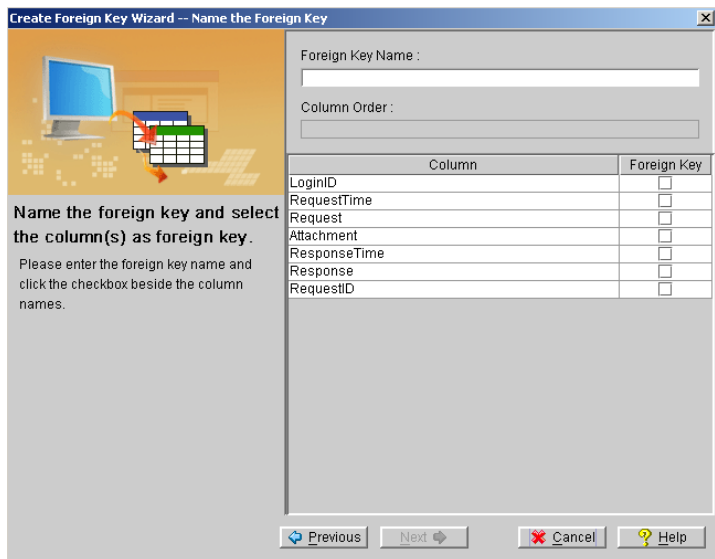 Create Foreign Key Wizard -- Name the Foreign Key
Foreign Key Name :
Column Order :
Name the foreign key and select
the column(s) as foreign key.
Please enter the foreign key name and
click the checkbox beside the column
names.
Column Foreign Key
LoginID
RequestTime
Request
Attachment
ResponseTime
Response
RequestID
Previous Next Cancel Help